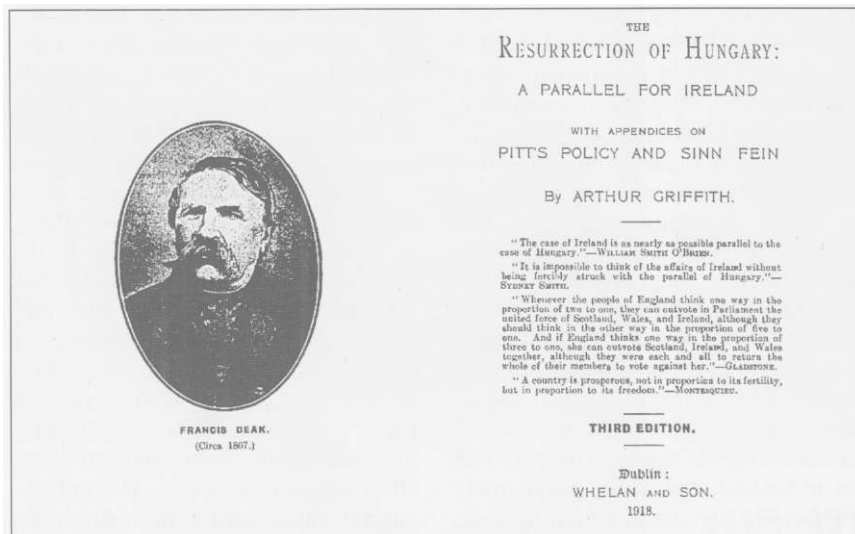 FRANCIS DEAK.
(Circa 1867.)
THE
RESURRECTION OF HUNGARY:
A PARALLEL FOR IRELAND
WITH APPENDICES ON
PITT'S POLICY AND SINN FEIN
By ARTHUR GRIFFITH.
"The case of Ireland is as nearly as possible parallel to the
case of Hungary."—WILLIAM SMITH O'BRIEN.
"It is impossible to think of the affairs of Ireland without
being forcibly struck with the parallel of Hungary."—
SYDNEY SMITH.
"Whenever the people of England think one way in the
proportion of two to one, they can outvote in Parliament the
united force of Scotland, Wales, and Ireland, although they
should think in the other way in the proportion of five to
one. And if England thinks one way in the proportion of
three to one, she can outvote Scotland, Ireland, and Wales
together, although they were each and all to return the
whole of their members to vote against her."—GLADSTONE.
"A country is prosperous, not in proportion to its fertility,
but in proportion to its freedom."—MONTESQUIEU.
THIRD EDITION.
Dublin:
WHELAN AND SON.
1918.